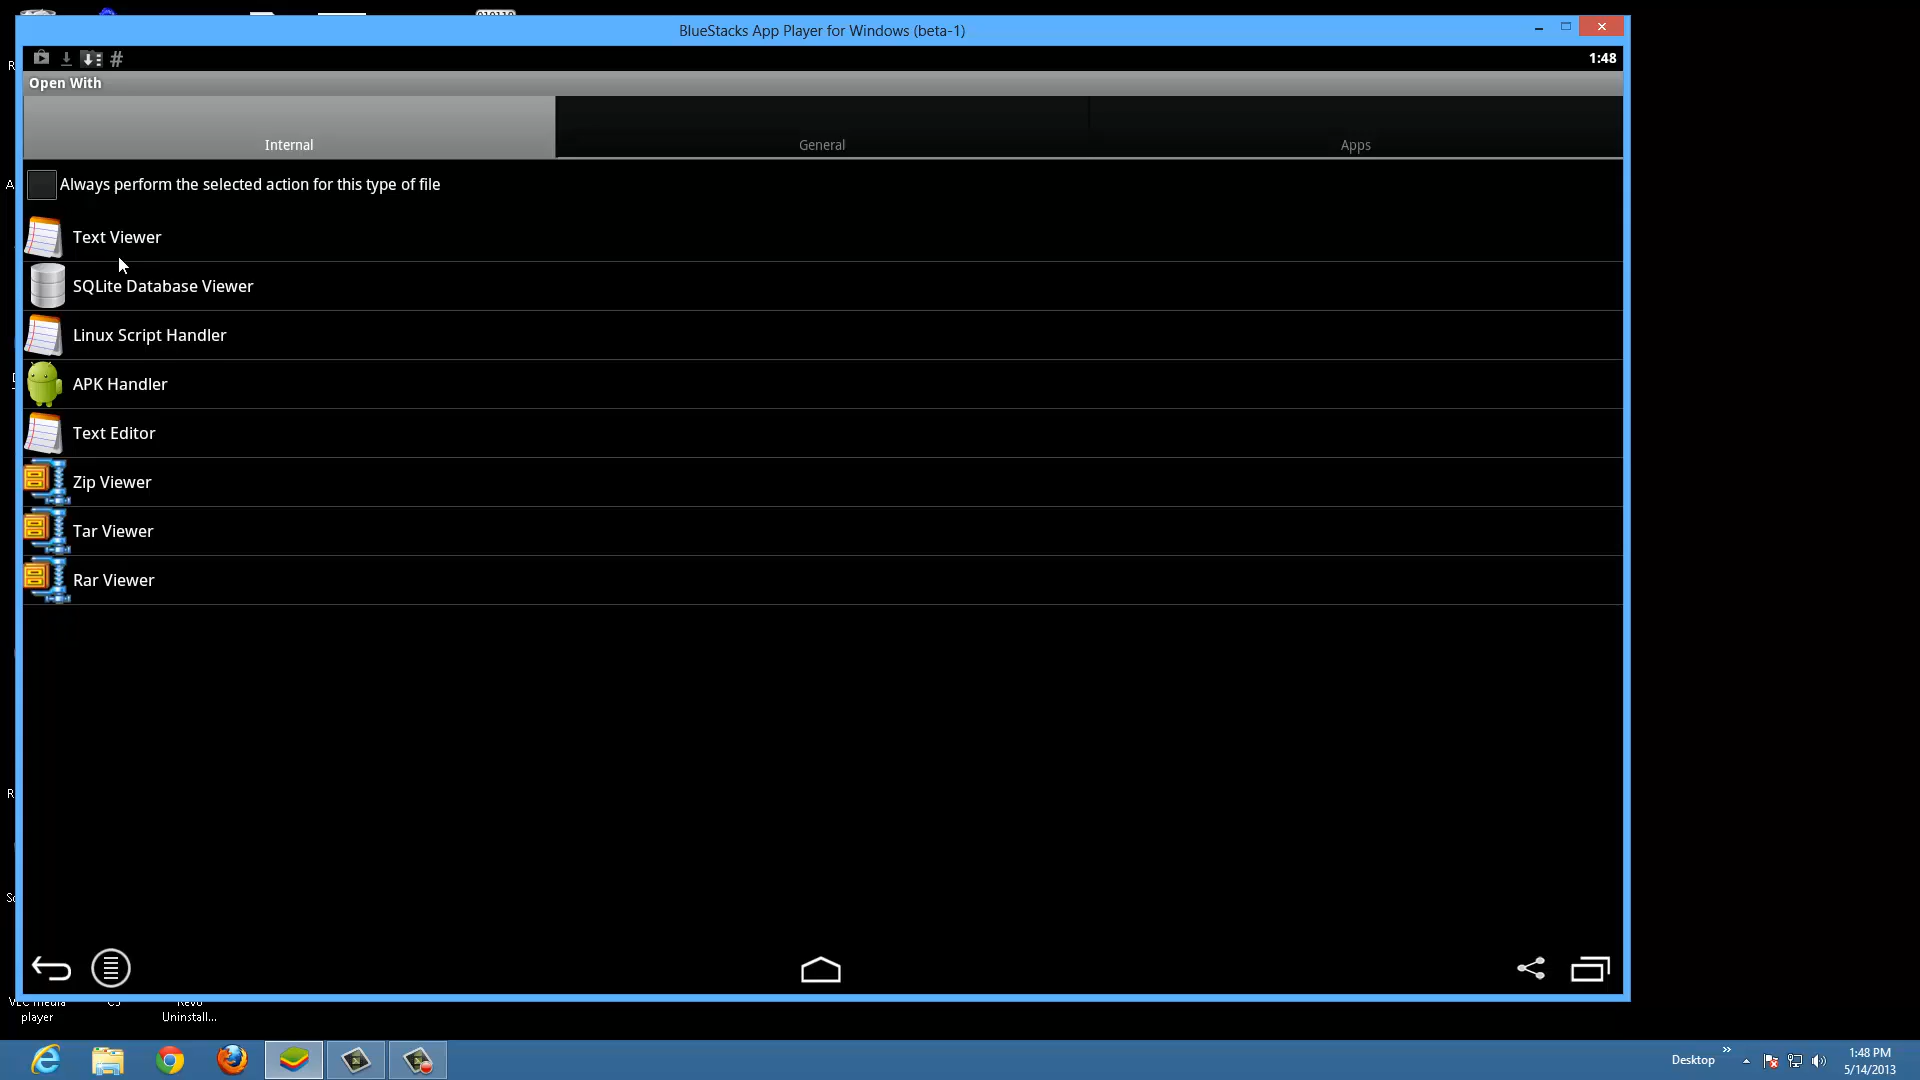 BlueStacks App Player for Windows (beta-1)
1:48
Open With
Internal
General
Apps
Always perform the selected action for this type of file
Text Viewer
SQLite Database Viewer
Linux Script Handler
APK Handler
Text Editor
Zip Viewer
Tar Viewer
Rar Viewer
player
Uninstall...
Desktop
1:48 PM
5/14/2013